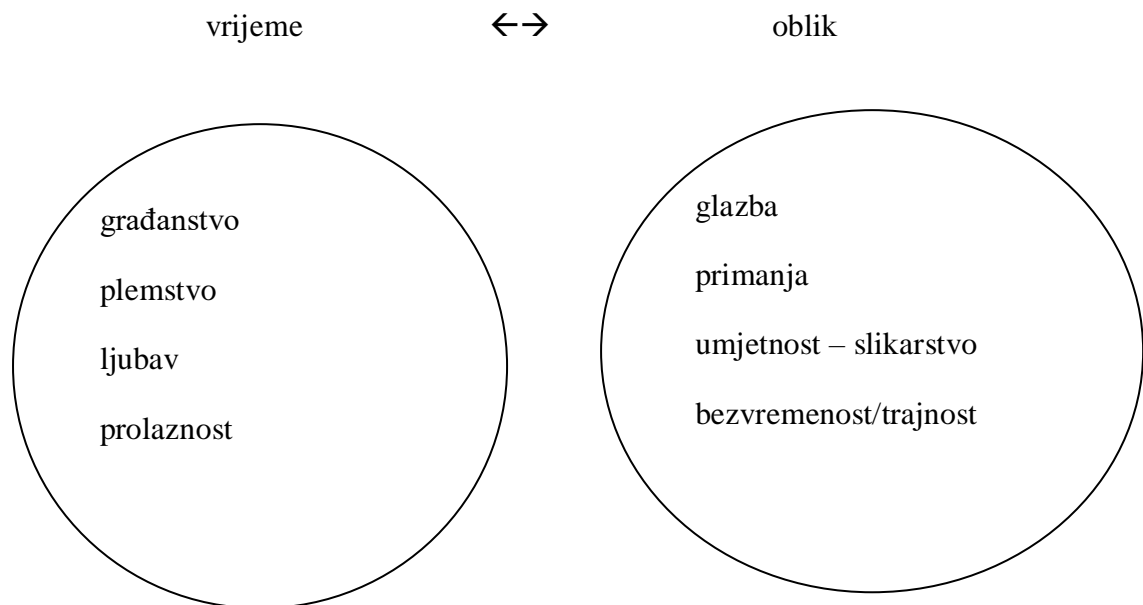 vrijeme ←→ oblik
građanstvo
plemstvo
ljubav
prolaznost
glazba
primanja
umjetnost – slikarstvo
bezvremenost/trajnost